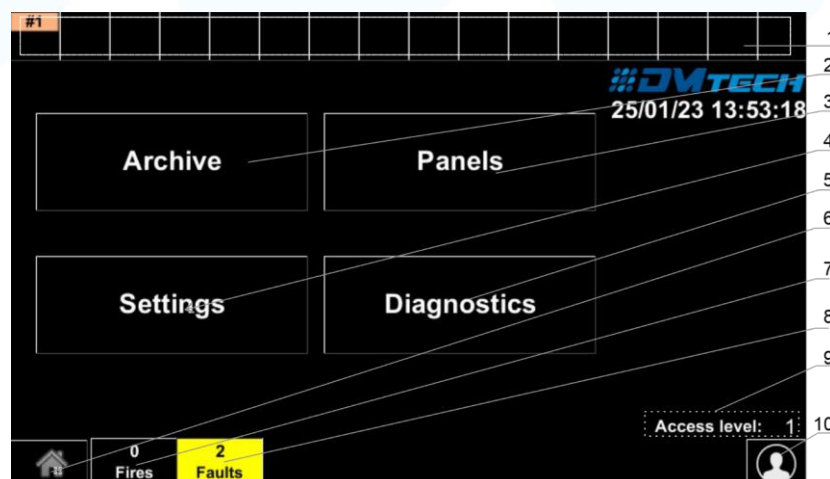 #1
1
2
DMTECH
3
25/01/23 13:53:18
4
Archive
Panels
5
6
7
Settings
Diagnostics
8
9
Access level: 1
10
0
Fires
2
Faults